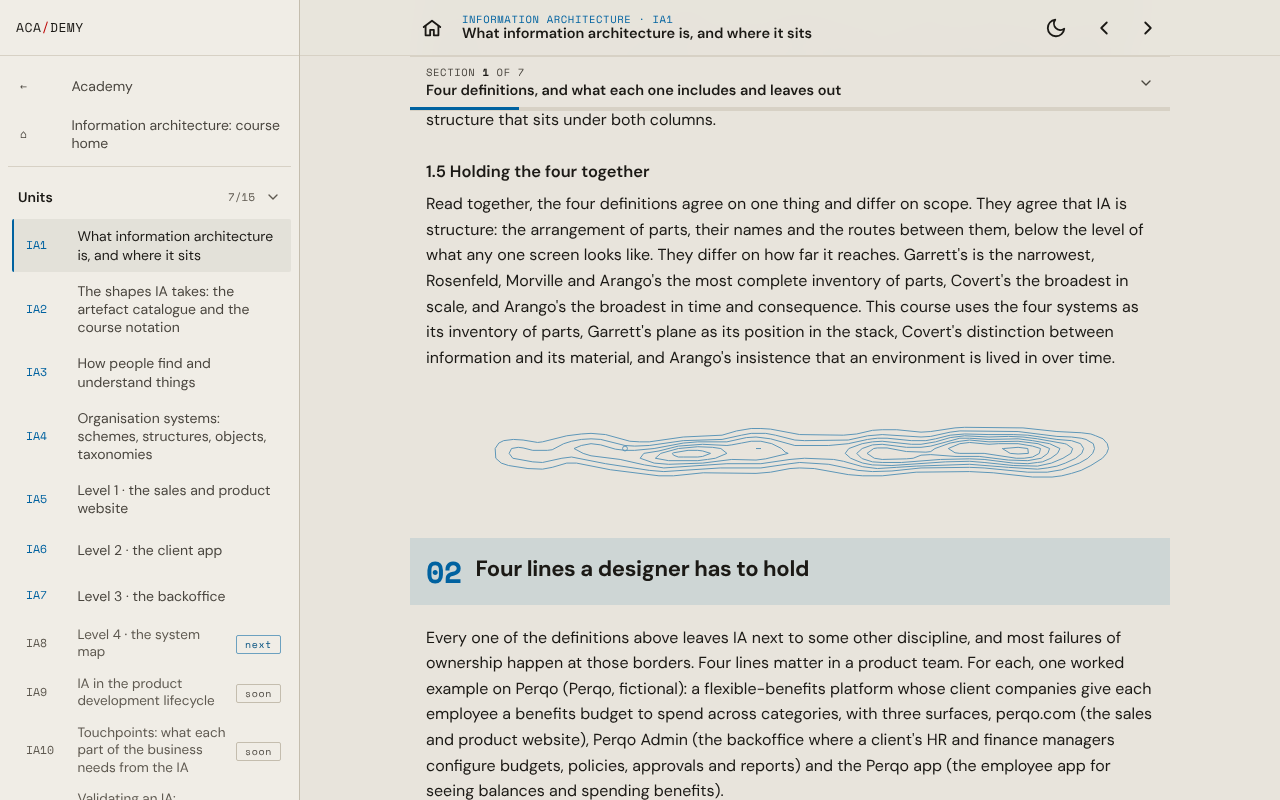 ACA/DEMY
← Academy
⌂ Information architecture: course
home
Units 7/15
IA1 What information architecture
is, and where it sits
IA2 The shapes IA takes: the
artefact catalogue and the
course notation
IA3 How people find and
understand things
IA4 Organisation systems:
schemes, structures, objects,
taxonomies
IA5 Level 1 · the sales and product
website
IA6 Level 2 · the client app
IA7 Level 3 · the backoffice
IA8 Level 4 · the system
map next
IA9 IA in the product
development lifecycle soon
IA10 Touchpoints: what each
part of the business
needs from the IA soon
Validating an IA:
INFORMATION ARCHITECTURE · IA1
What information architecture is, and where it sits
SECTION 1 OF 7
Four definitions, and what each one includes and leaves out
structure that sits under both columns.
1.5 Holding the four together
Read together, the four definitions agree on one thing and differ on scope. They agree that IA is
structure: the arrangement of parts, their names and the routes between them, below the level of
what any one screen looks like. They differ on how far it reaches. Garrett's is the narrowest,
Rosenfeld, Morville and Arango's the most complete inventory of parts, Covert's the broadest in
scale, and Arango's the broadest in time and consequence. This course uses the four systems as
its inventory of parts, Garrett's plane as its position in the stack, Covert's distinction between
information and its material, and Arango's insistence that an environment is lived in over time.
02 Four lines a designer has to hold
Every one of the definitions above leaves IA next to some other discipline, and most failures of
ownership happen at those borders. Four lines matter in a product team. For each, one worked
example on Perqo (Perqo, fictional): a flexible-benefits platform whose client companies give each
employee a benefits budget to spend across categories, with three surfaces, perqo.com (the sales
and product website), Perqo Admin (the backoffice where a client's HR and finance managers
configure budgets, policies, approvals and reports) and the Perqo app (the employee app for
seeing balances and spending benefits).